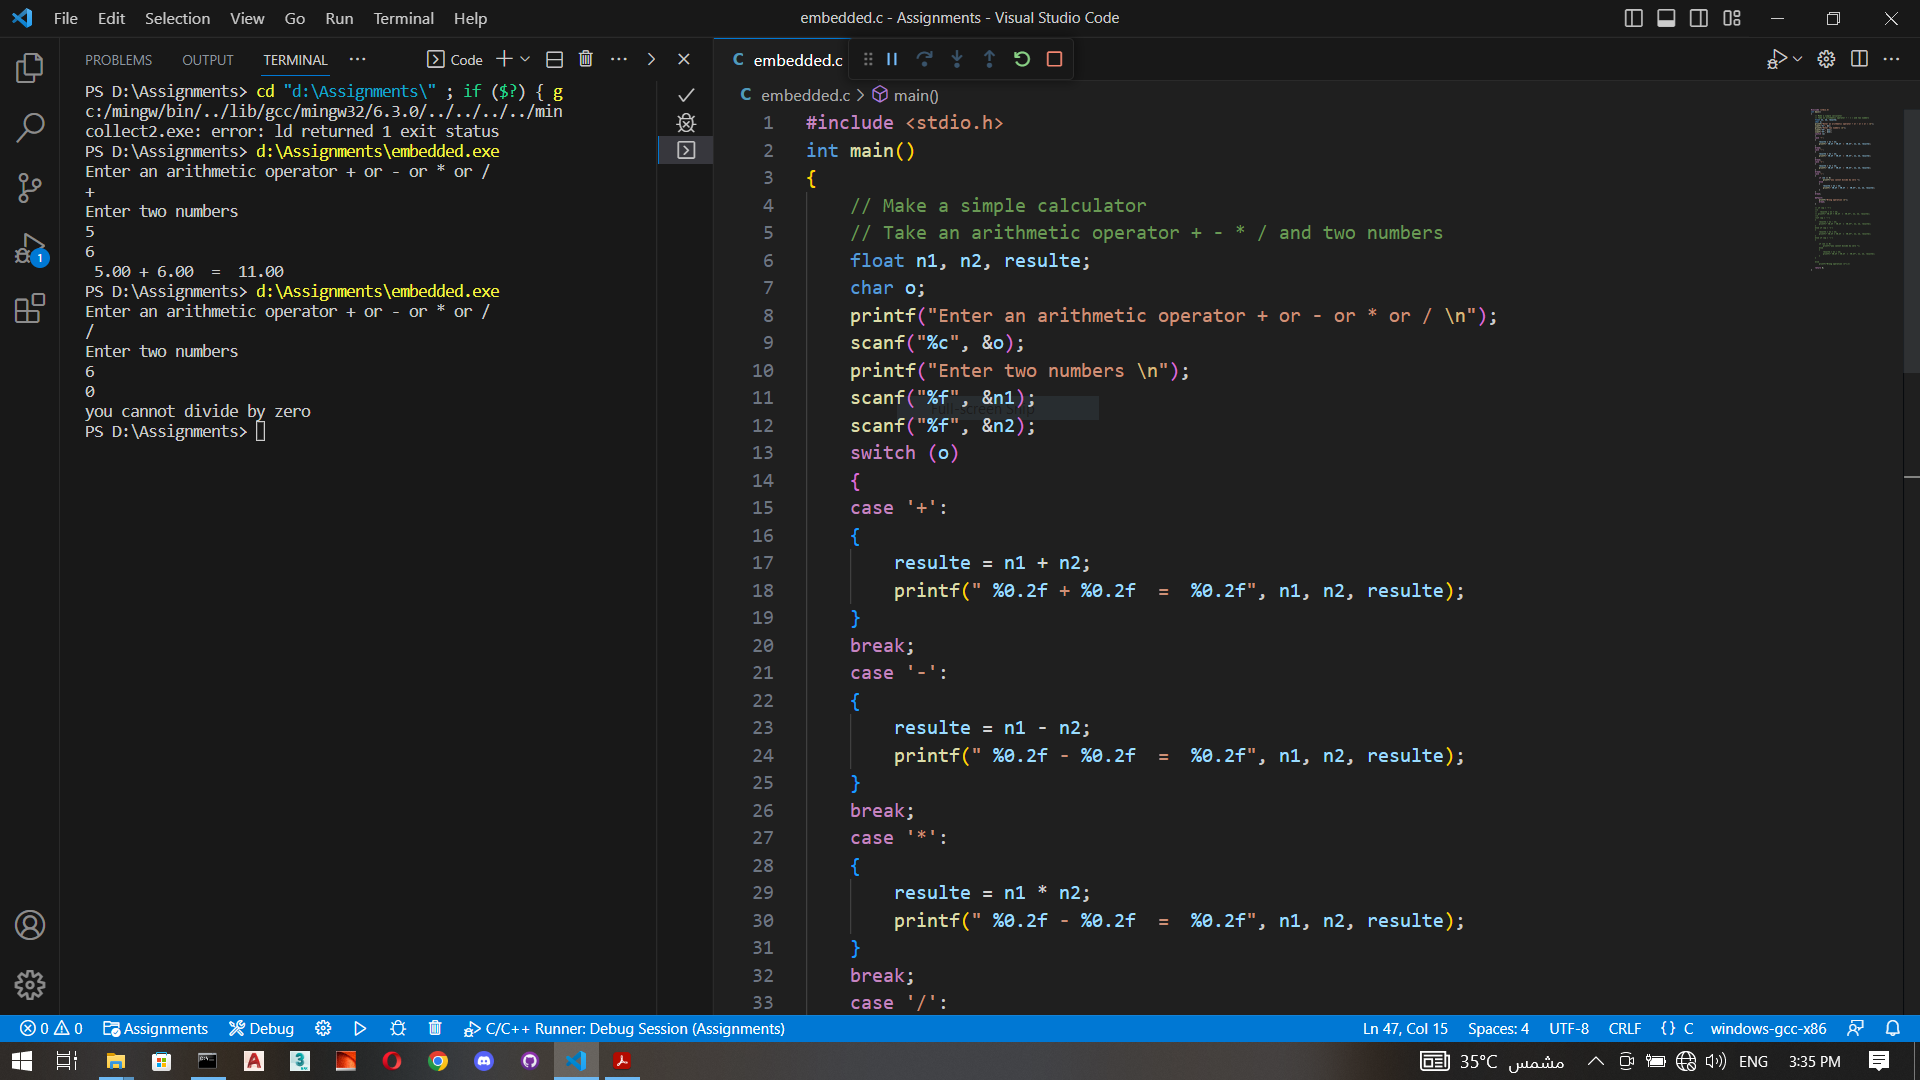 File Edit Selection View Go Run Terminal Help
embedded.c - Assignments - Visual Studio Code
PROBLEMS OUTPUT TERMINAL ··· Code
PS D:\Assignments> cd "d:\Assignments\" ; if ($?) { g
c:/mingw/bin/../lib/gcc/mingw32/6.3.0/../../../../min
collect2.exe: error: ld returned 1 exit status
PS D:\Assignments> d:\Assignments\embedded.exe
Enter an arithmetic operator + or - or * or /
+
Enter two numbers
5
6
 5.00 + 6.00  =  11.00
PS D:\Assignments> d:\Assignments\embedded.exe
Enter an arithmetic operator + or - or * or /
/
Enter two numbers
6
0
you cannot divide by zero
PS D:\Assignments>
1
C embedded.c
C embedded.c > main()
1 #include <stdio.h>
2 int main()
3 {
4     // Make a simple calculator
5     // Take an arithmetic operator + - * / and two numbers
6     float n1, n2, resulte;
7     char o;
8     printf("Enter an arithmetic operator + or - or * or / \n");
9     scanf("%c", &o);
10     printf("Enter two numbers \n");
11     scanf("%f", &n1);
Full-screen Snip
12     scanf("%f", &n2);
13     switch (o)
14     {
15     case '+':
16     {
17         resulte = n1 + n2;
18         printf(" %0.2f + %0.2f  =  %0.2f", n1, n2, resulte);
19     }
20     break;
21     case '-':
22     {
23         resulte = n1 - n2;
24         printf(" %0.2f - %0.2f  =  %0.2f", n1, n2, resulte);
25     }
26     break;
27     case '*':
28     {
29         resulte = n1 * n2;
30         printf(" %0.2f - %0.2f  =  %0.2f", n1, n2, resulte);
31     }
32     break;
33     case '/':
0 0 Assignments Debug C/C++ Runner: Debug Session (Assignments) Ln 47, Col 15 Spaces: 4 UTF-8 CRLF {} C windows-gcc-x86
35°C مشمس ENG 3:35 PM